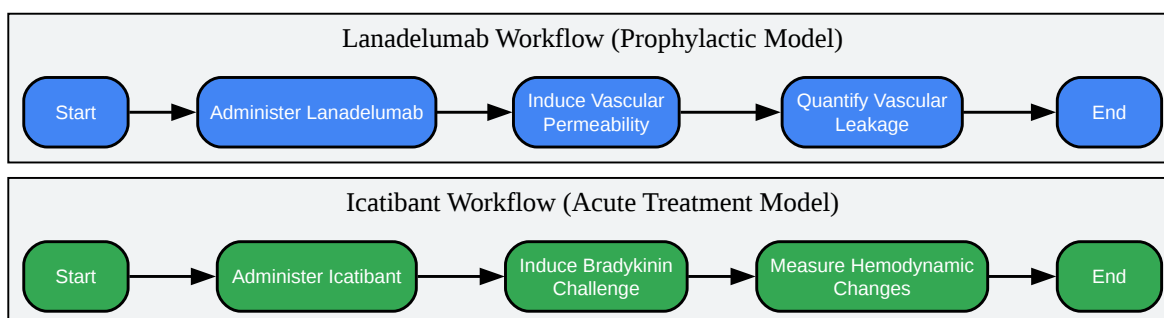 Lanadelumab Workflow (Prophylactic Model)
Start
Administer Lanadelumab
Induce Vascular
Permeability
Quantify Vascular
Leakage
End
Icatibant Workflow (Acute Treatment Model)
Start
Administer Icatibant
Induce Bradykinin
Challenge
Measure Hemodynamic
Changes
End